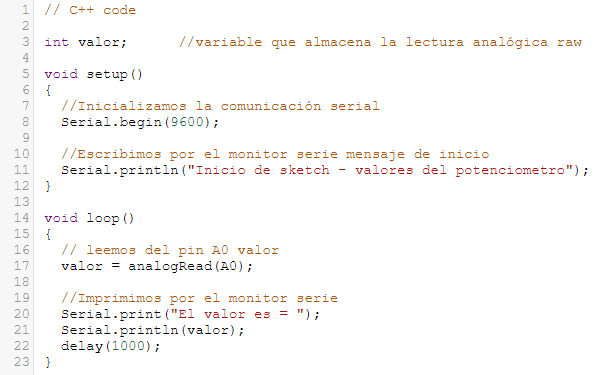 1 // C++ code
2
3 int valor; //variable que almacena la lectura analógica raw
4
5 void setup()
6 {
7 //Inicializamos la comunicación serial
8 Serial.begin(9600);
9
10 //Escribimos por el monitor serie mensaje de inicio
11 Serial.println("Inicio de sketch - valores del potenciometro");
12 }
13
14 void loop()
15 {
16 // leemos del pin A0 valor
17 valor = analogRead(A0);
18
19 //Imprimimos por el monitor serie
20 Serial.print("El valor es = ");
21 Serial.println(valor);
22 delay(1000);
23 }